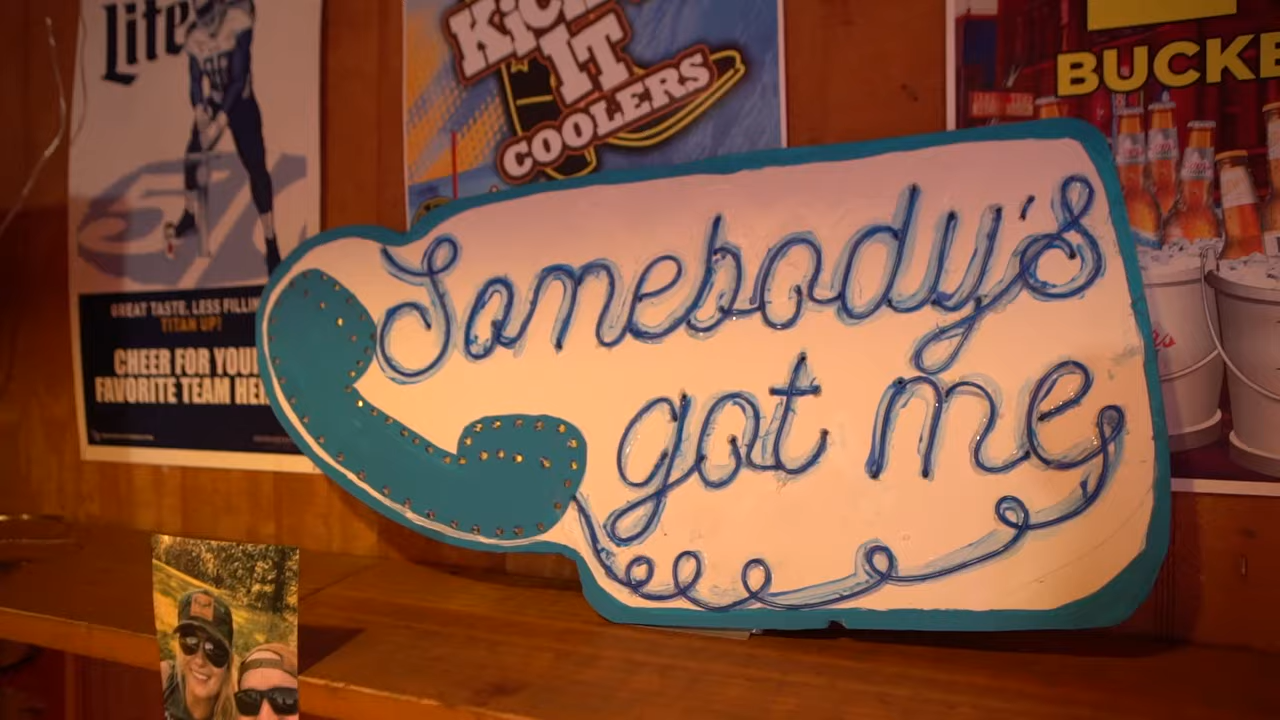 Lite
GREAT TASTE, LESS FILLIN
TITAN UP!
CHEER FOR YOUR
FAVORITE TEAM HE
KiCK
IT
COOLERS
BUCKE
Somebody's
got me